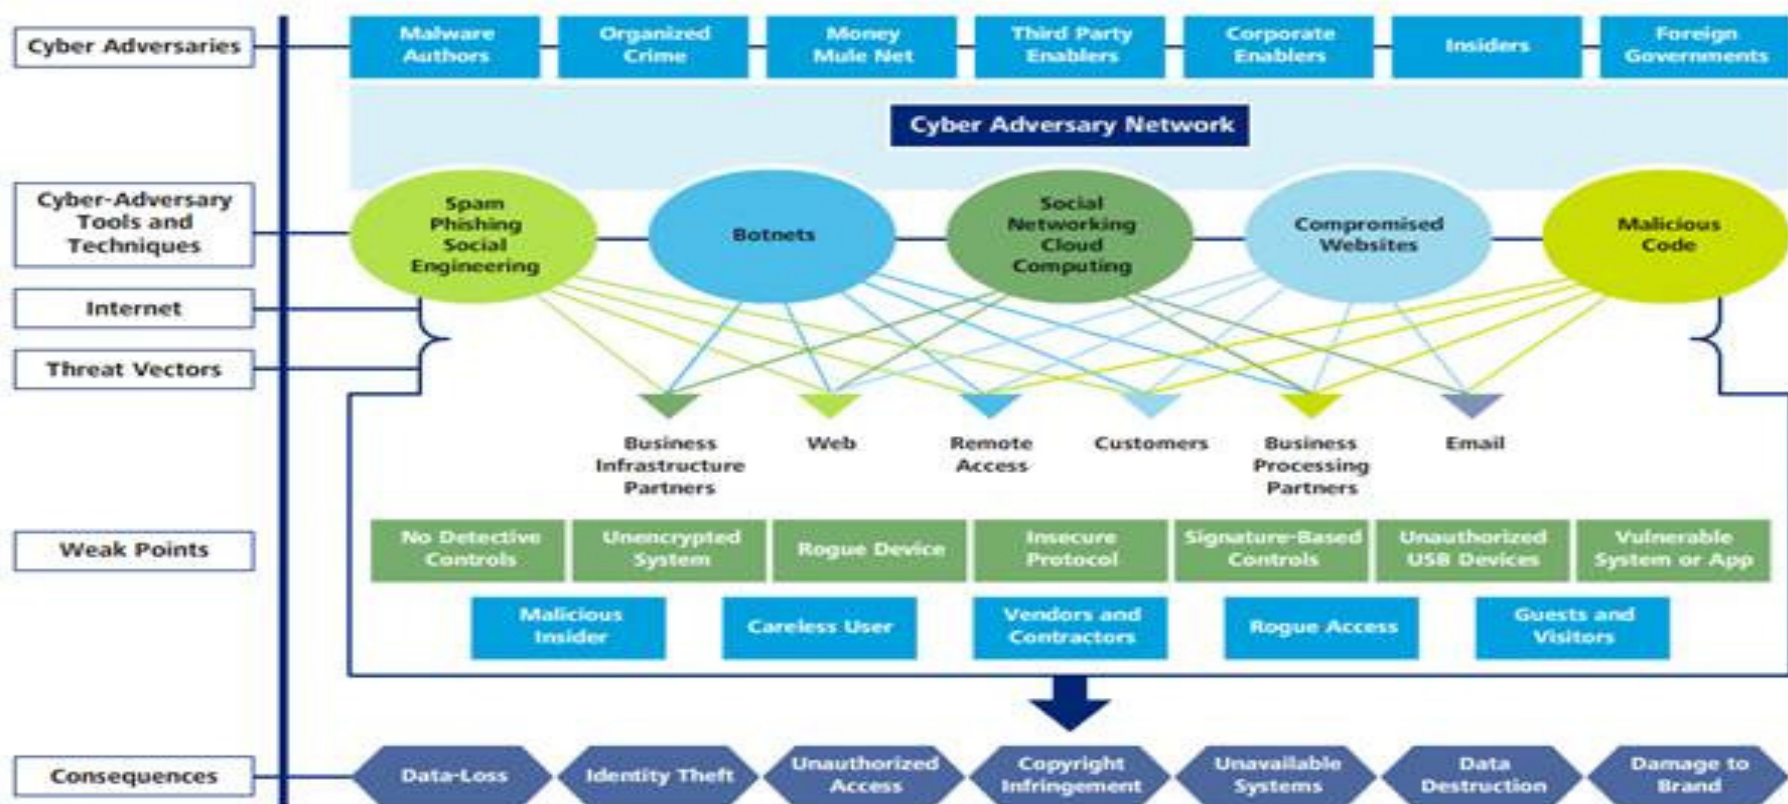 Cyber Adversaries
Malware
Authors
Organized
Crime
Money
Mule Net
Third Party
Enablers
Corporate
Enablers
Insiders
Foreign
Governments
Cyber Adversary Network
Cyber-Adversary
Tools and
Techniques
Spam
Phishing
Social
Engineering
Botnets
Social
Networking
Cloud
Computing
Compromised
Websites
Malicious
Code
Internet
Threat Vectors
Business
Infrastructure
Partners
Web
Remote
Access
Customers
Business
Processing
Partners
Email
Weak Points
No Detective
Controls
Unencrypted
System
Rogue Device
Insecure
Protocol
Signature-Based
Controls
Unauthorized
USB Devices
Vulnerable
System or App
Malicious
Insider
Careless User
Vendors and
Contractors
Rogue Access
Guests and
Visitors
Consequences
Data-Loss
Identity Theft
Unauthorized
Access
Copyright
Infringement
Unavailable
Systems
Data
Destruction
Damage to
Brand